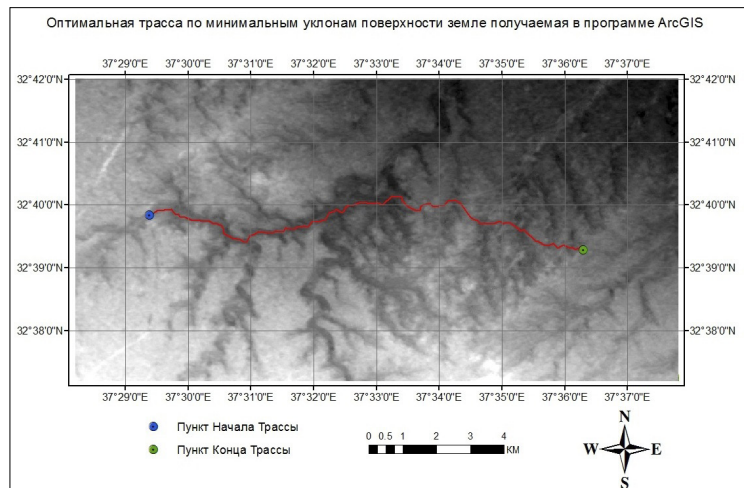 Оптимальная трасса по минимальным уклонам поверхности земле получаемая в программе ArcGIS
37°29'0"E 37°30'0"E 37°31'0"E 37°32'0"E 37°33'0"E 37°34'0"E 37°35'0"E 37°36'0"E 37°37'0"E
32°42'0"N 32°42'0"N
32°41'0"N 32°41'0"N
32°40'0"N 32°40'0"N
32°39'0"N 32°39'0"N
32°38'0"N 32°38'0"N
37°29'0"E 37°30'0"E 37°31'0"E 37°32'0"E 37°33'0"E 37°34'0"E 37°35'0"E 37°36'0"E 37°37'0"E
Пункт Начала Трассы
Пункт Конца Трассы
0 0.5 1 2 3 4
КМ
N
W E
S